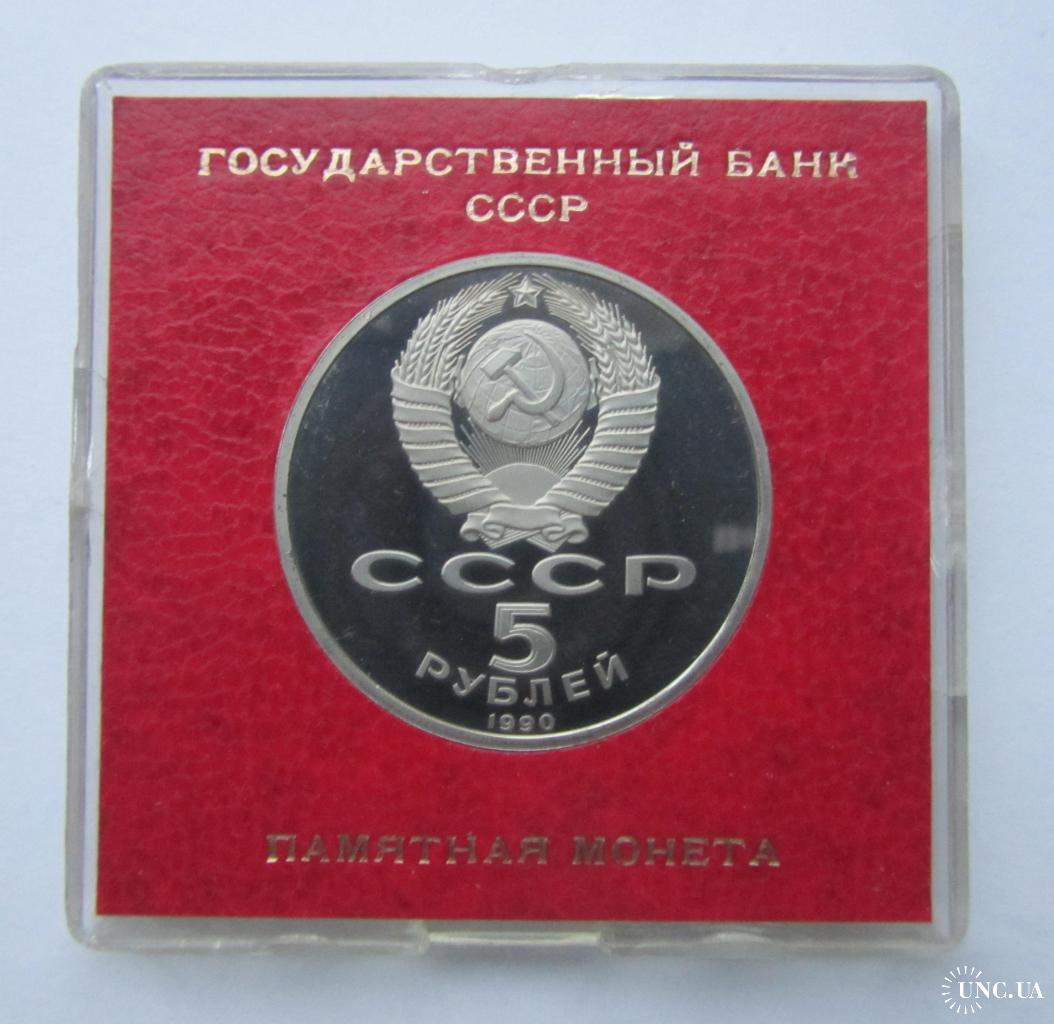 ГОСУДАРСТВЕННЫЙ БАНК
СССР
СССР
5
РУБЛЕЙ
1990
ПАМЯТНАЯ МОНЕТА
UNC.UA